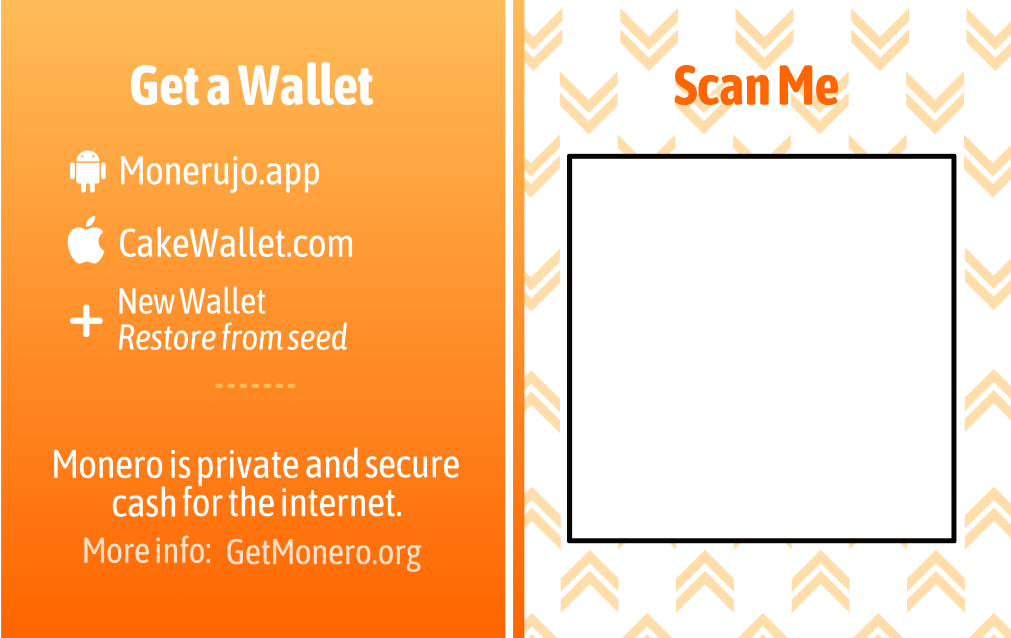 Get a Wallet
Monerujo.app
CakeWallet.com
New Wallet
Restore from seed
Monero is private and secure
cash for the internet.
More info: GetMonero.org
Scan Me